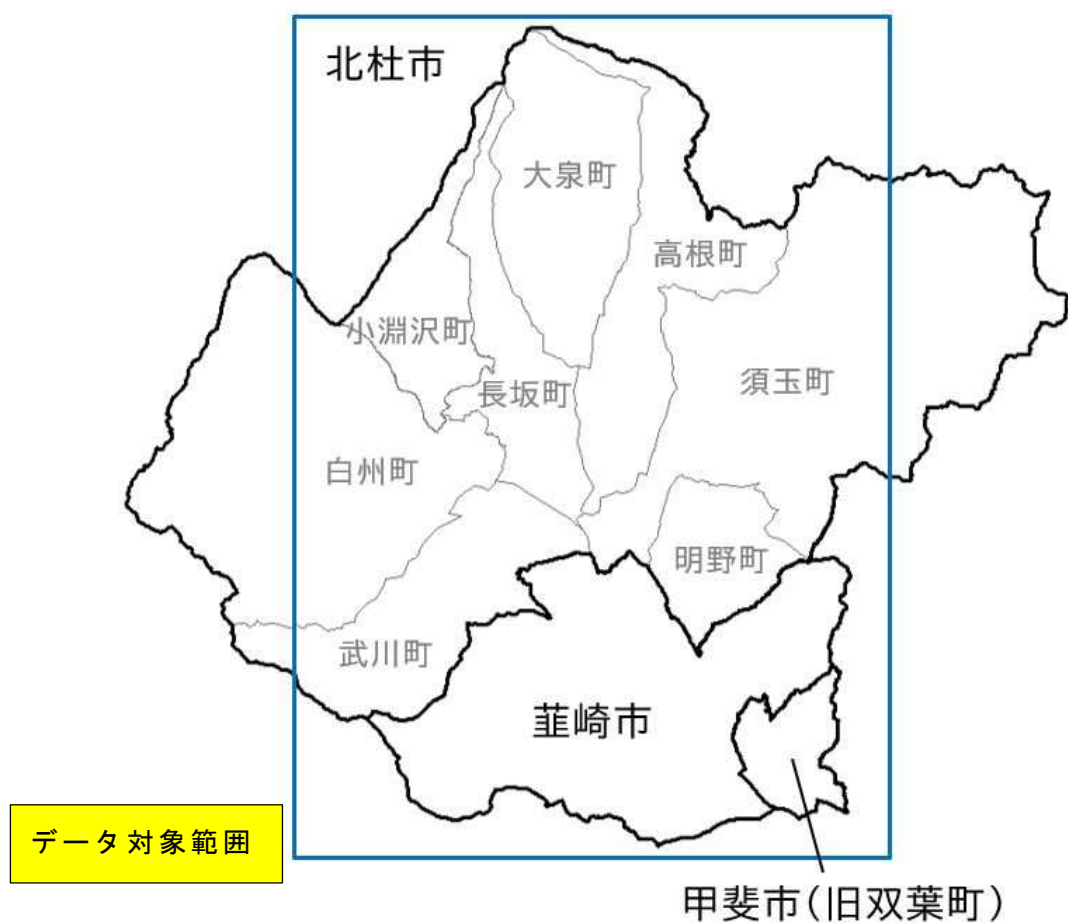 北杜市
大泉町
高根町
小淵沢町
長坂町
須玉町
白州町
明野町
武川町
韮崎市
データ対象範囲
甲斐市(旧双葉町)